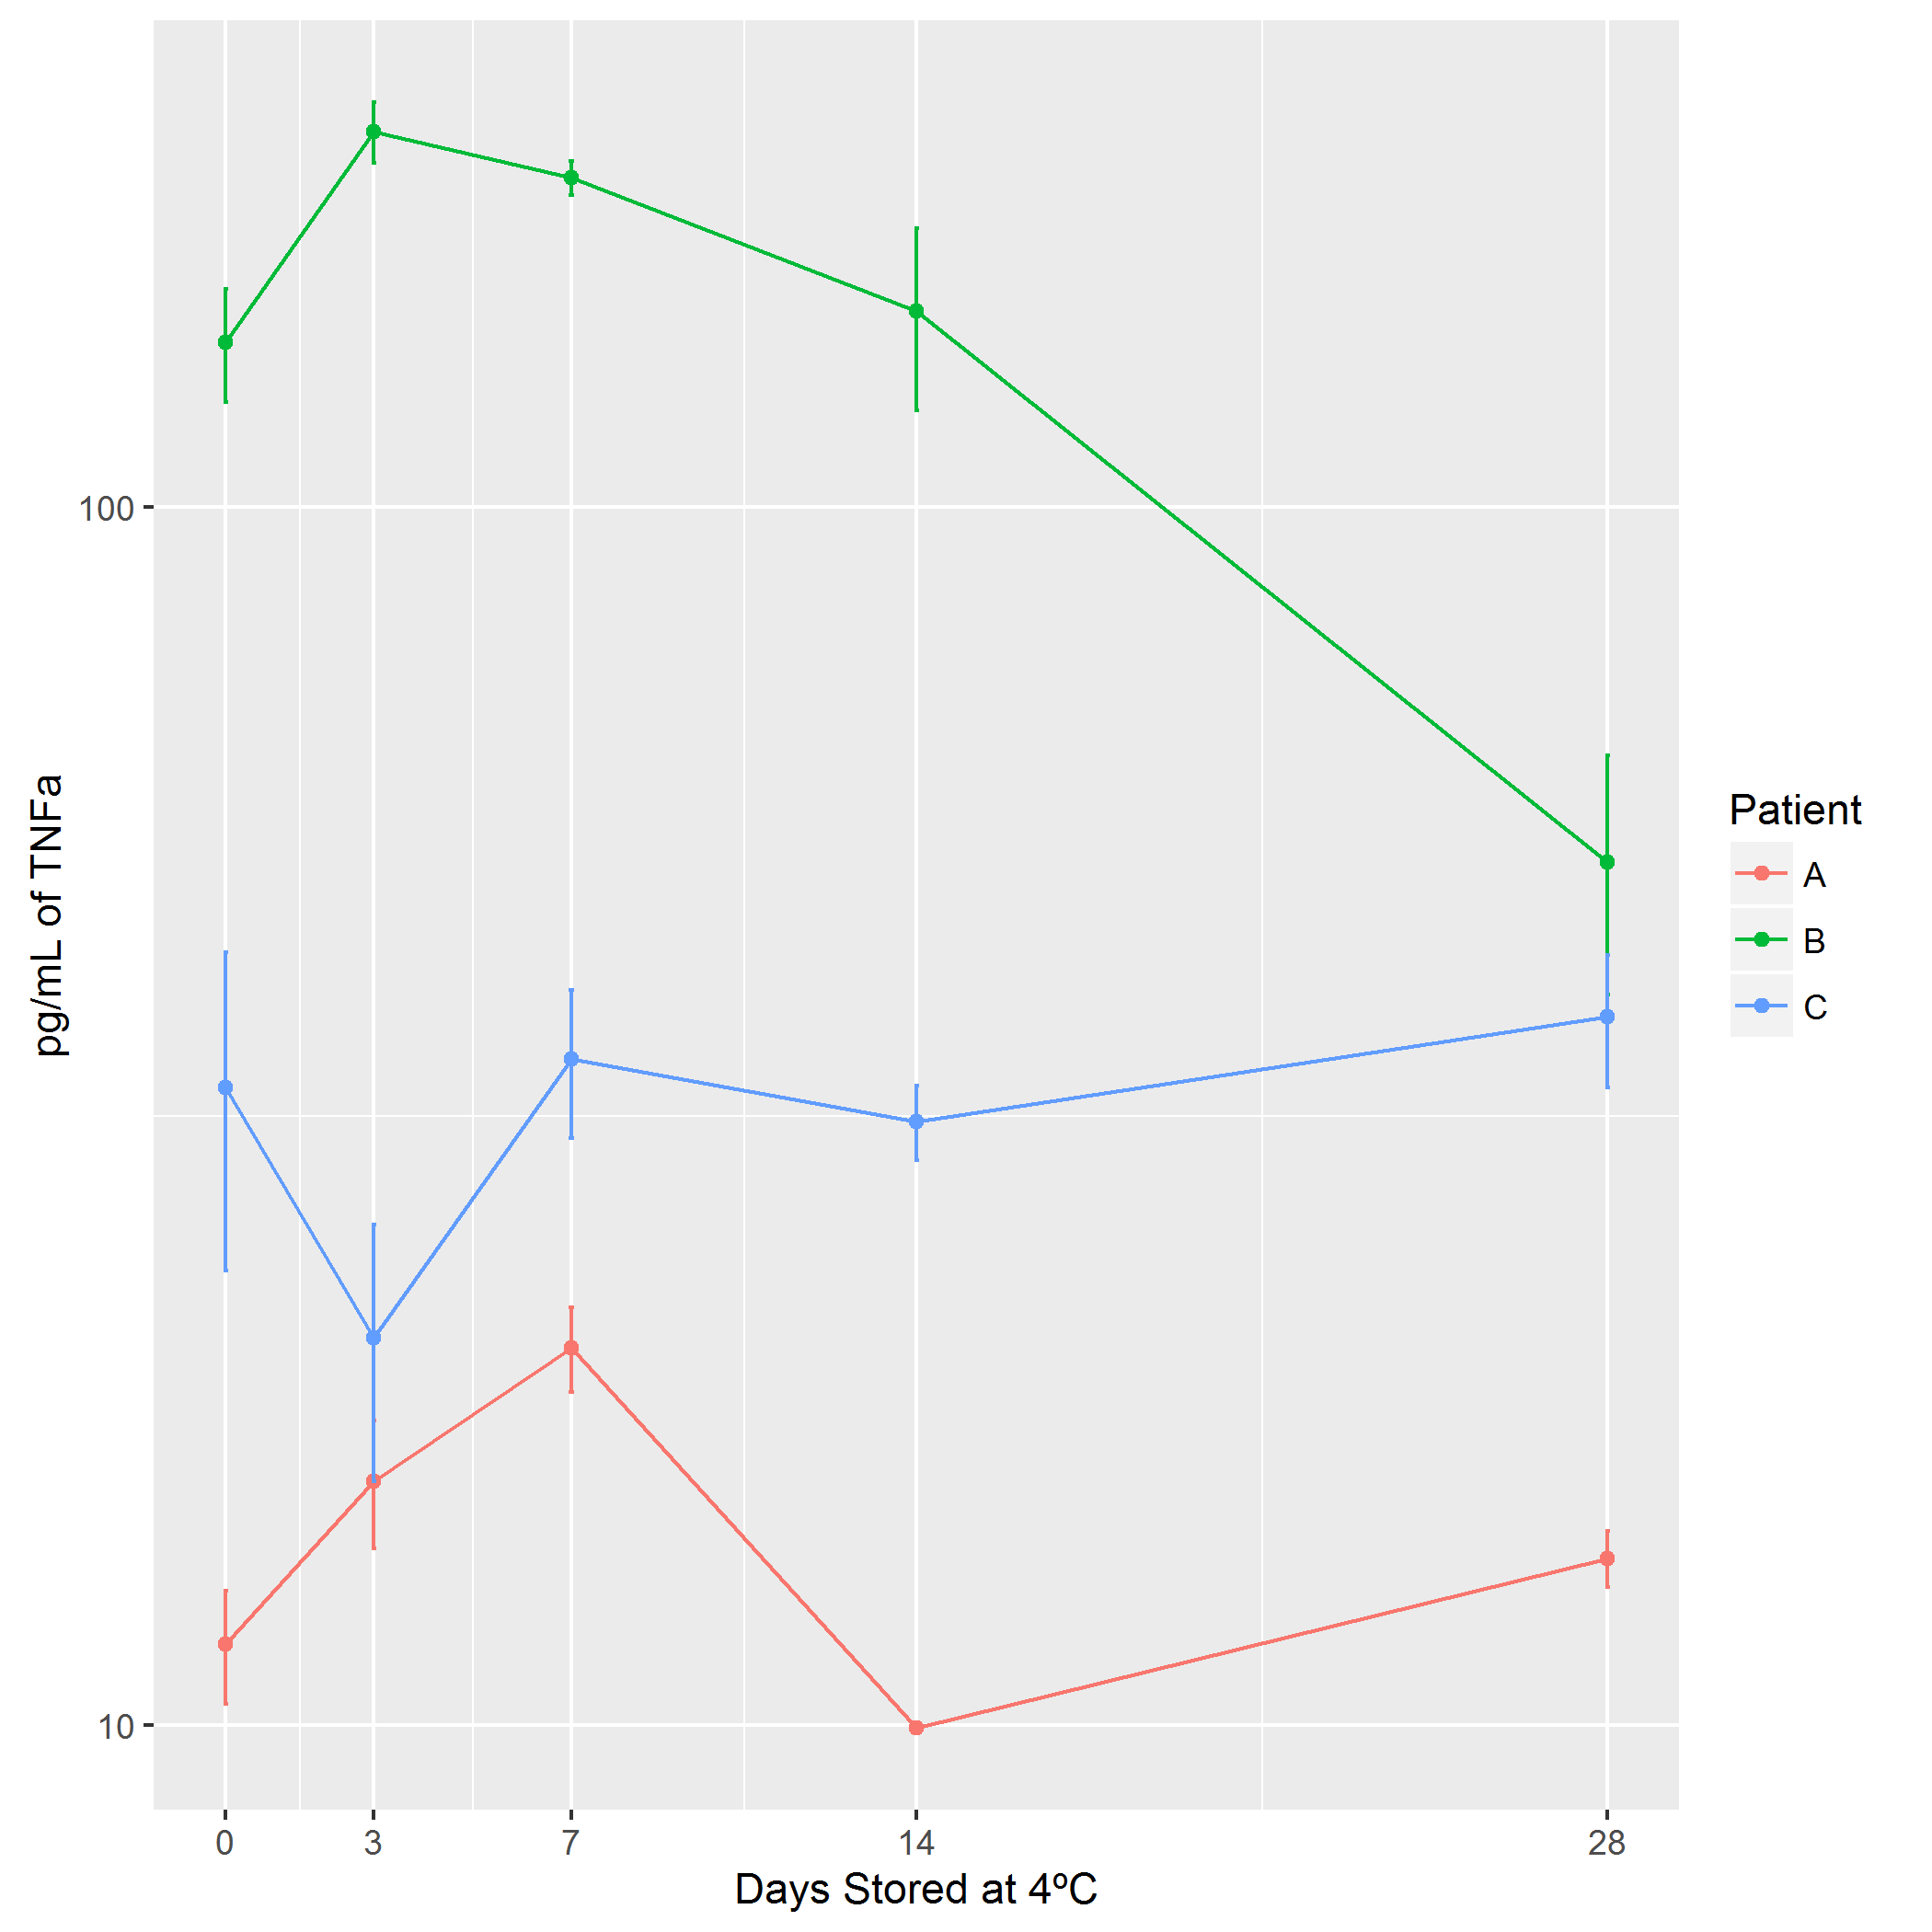 pg/mL of TNFa
100
10
0 3 7 14 28
Days Stored at 4ºC
Patient
A
B
C